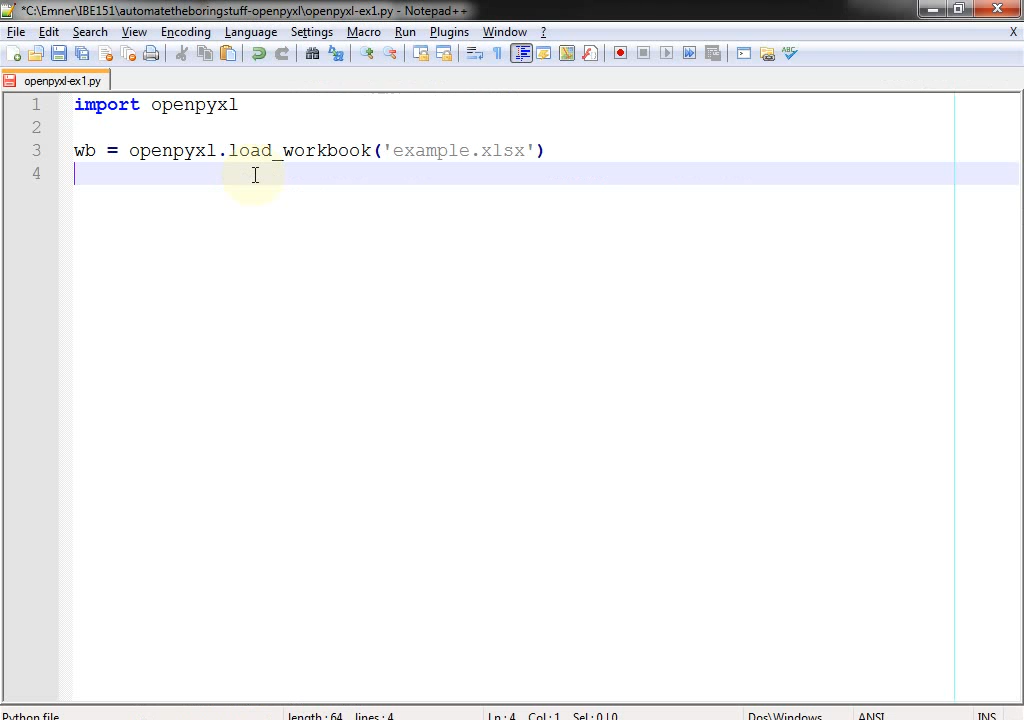 *C:\Emner\IBE151\automatetheboringstuff-openpyxl\openpyxl-ex1.py - Notepad++
File Edit Search View Encoding Language Settings Macro Run Plugins Window ? X
openpyxl-ex1.py
1 import openpyxl
2
3 wb = openpyxl.load_workbook('example.xlsx')
4
Python file length : 64 lines : 4 Ln : 4 Col : 1 Sel : 0 | 0 Dos\Windows ANSI INS